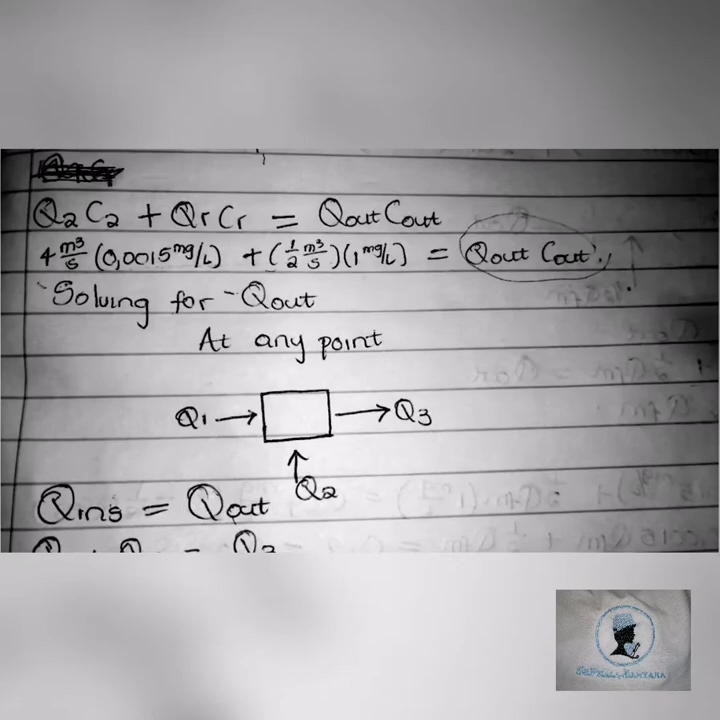 Q2C2 + QrCr = QoutCout
4 m³/s (0,0015 mg/L) + (1/2 m³/s)(1 mg/L) = Qout Cout
Solving for Qout
At any point
Q1 → → Q3
↑ Q2
Qins = Qout